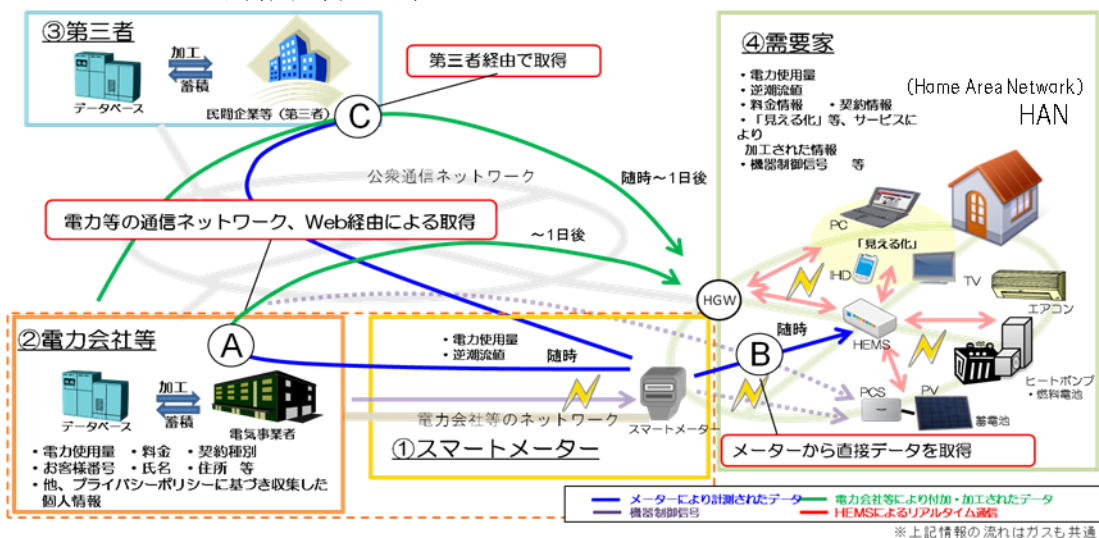 ③第三者
加工
蓄積
データベース
民間企業等(第三者)
第三者経由で取得
C
公衆通信ネットワーク
随時～1日後
電力等の通信ネットワーク、Web経由による取得
～1日後
④需要家
・電力使用量
・逆潮流値
・料金情報 ・契約情報
・「見える化」等、サービスに
より
加工された情報
・機器制御信号 等
(Home Area Network)
HAN
PC
「見える化」
IHD
TV
エアコン
HGW
HEMS
ヒートポンプ
・燃料電池
PCS
PV
蓄電池
②電力会社等
A
加工
蓄積
データベース
電気事業者
・電力使用量 ・料金 ・契約種別
・お客様番号 ・氏名 ・住所 等
・他、プライバシーポリシーに基づき収集した
個人情報
・電力使用量
・逆潮流値
随時
電力会社等のネットワーク
スマートメーター
①スマートメーター
B
随時
メーターから直接データを取得
メーターにより計測されたデータ
電力会社等により付加・加工されたデータ
機器制御信号
HEMSによるリアルタイム通信
※上記情報の流れはガスも共通